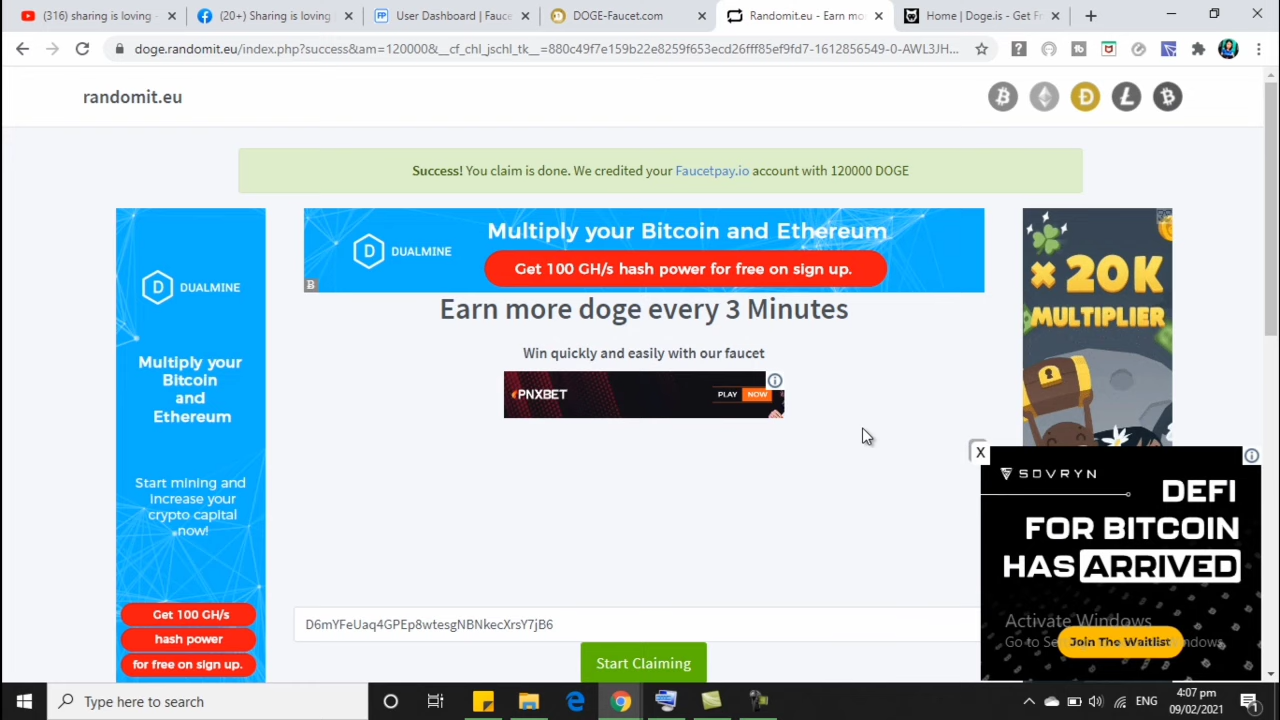 (316) sharing is loving -
(20+) Sharing is loving
User Dashboard | Fauce
DOGE-Faucet.com
Randomit.eu - Earn mo
Home | Doge.is - Get Fr
doge.randomit.eu/index.php?success&am=120000&__cf_chl_jschl_tk__=880c49f7e159b22e8259f653ecd26fff85ef9fd7-1612856549-0-AWL3JH...
randomit.eu
Success! You claim is done. We credited your Faucetpay.io account with 120000 DOGE
DUALMINE
Multiply your Bitcoin and Ethereum
Get 100 GH/s hash power for free on sign up.
Earn more doge every 3 Minutes
Win quickly and easily with our faucet
PNXBET
PLAY NOW
DUALMINE
Multiply your
Bitcoin
and
Ethereum
Start mining and
increase your
crypto capital
now!
Get 100 GH/s
hash power
for free on sign up.
x 20K
MULTIPLIER
X
SOVRYN
DEFI
FOR BITCOIN
HAS ARRIVED
Activate Windows
Join The Waitlist
D6mYFeUaq4GPEp8wtesgNBNkecXrsY7jB6
Start Claiming
Type here to search
ENG
4:07 pm
09/02/2021